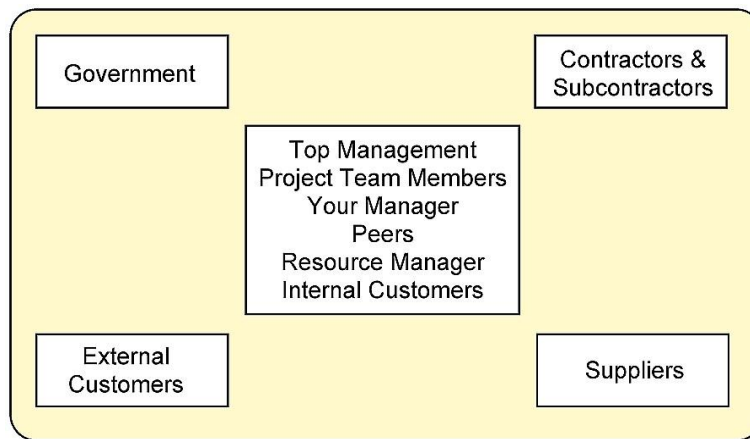 Government
Contractors &
Subcontractors
Top Management
Project Team Members
Your Manager
Peers
Resource Manager
Internal Customers
External
Customers
Suppliers